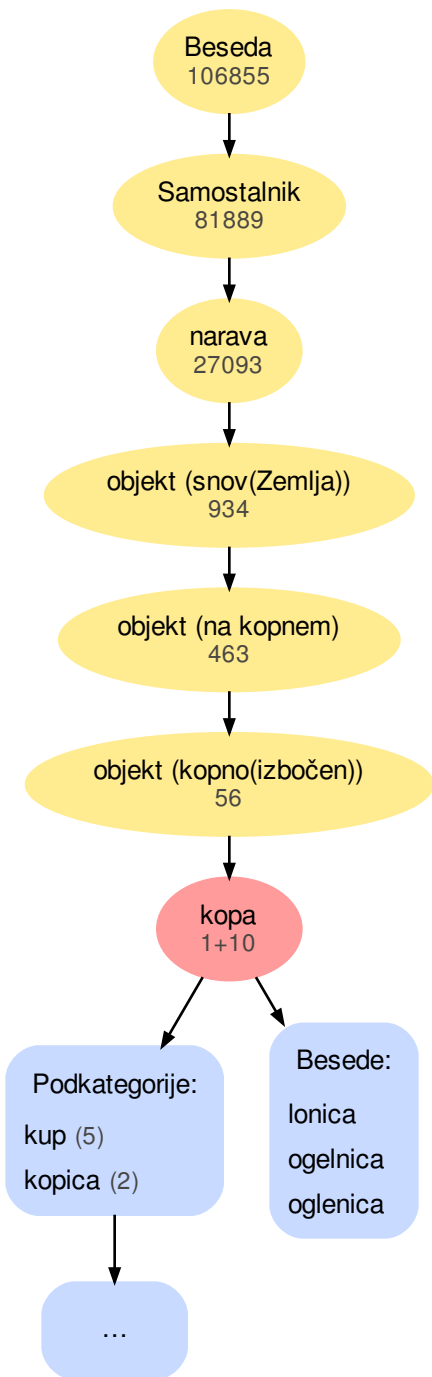 Beseda
106855
Samostalnik
81889
narava
27093
objekt (snov(Zemlja))
934
objekt (na kopnem)
463
objekt (kopno(izbočen))
56
kopa
1+10
Podkategorije:
kup (5)
kopica (2)
Besede:
lonica
ogelnica
oglenica
...